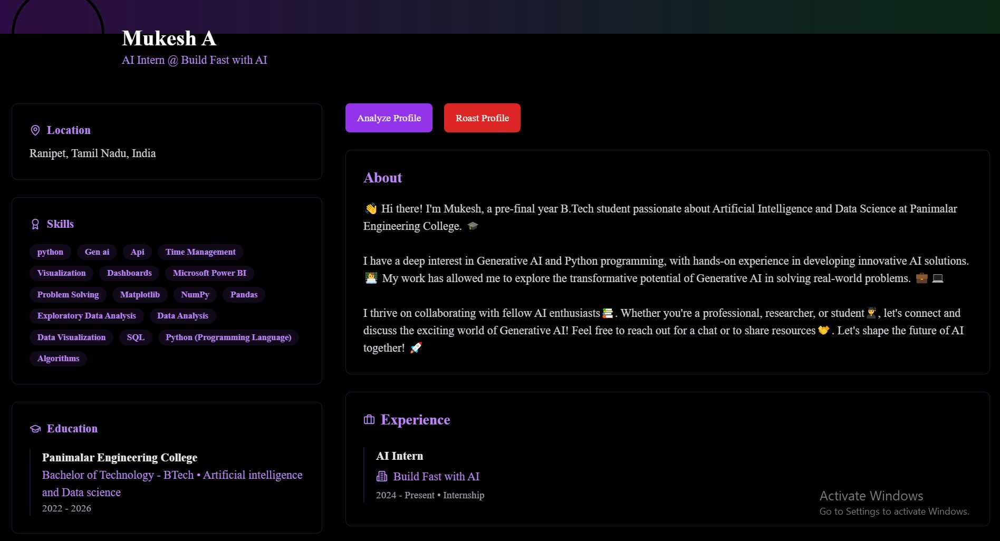 Mukesh A
AI Intern @ Build Fast with AI
Location
Ranipet, Tamil Nadu, India
Skills
python Gen ai Api Time Management
Visualization Dashboards Microsoft Power BI
Problem Solving Matplotlib NumPy Pandas
Exploratory Data Analysis Data Analysis
Data Visualization SQL Python (Programming Language)
Algorithms
Education
Panimalar Engineering College
Bachelor of Technology - BTech • Artificial intelligence
and Data science
2022 - 2026
Analyze Profile Roast Profile
About
👋 Hi there! I'm Mukesh, a pre-final year B.Tech student passionate about Artificial Intelligence and Data Science at Panimalar
Engineering College. 🎓
I have a deep interest in Generative AI and Python programming, with hands-on experience in developing innovative AI solutions.
👨‍💻 My work has allowed me to explore the transformative potential of Generative AI in solving real-world problems. 💼 💻
I thrive on collaborating with fellow AI enthusiasts📚. Whether you're a professional, researcher, or student👨‍🎓, let's connect and
discuss the exciting world of Generative AI! Feel free to reach out for a chat or to share resources 🤝 . Let's shape the future of AI
together! 🚀
Experience
AI Intern
Build Fast with AI
2024 - Present • Internship
Activate Windows
Go to Settings to activate Windows.